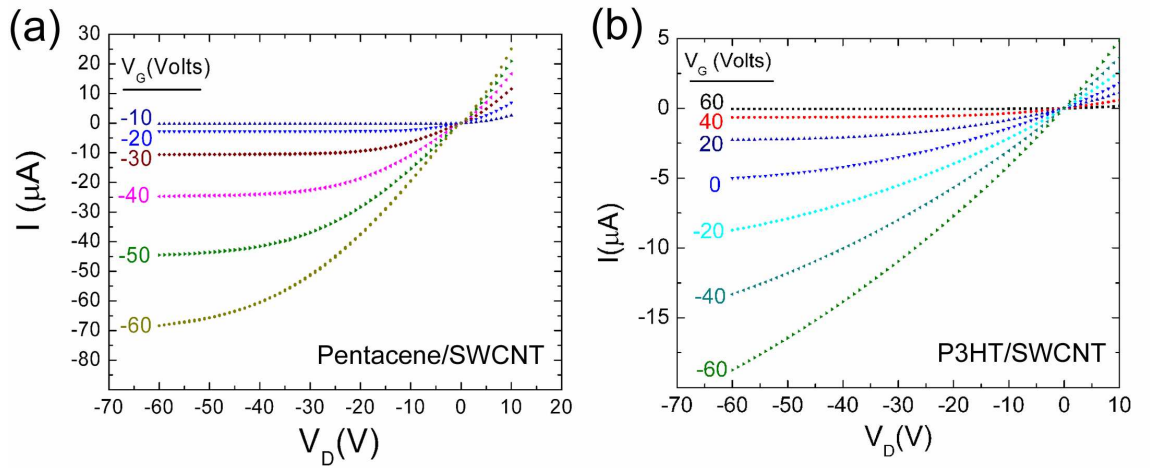 (a)
30
20
10
0
-10
-20
-30
-40
-50
-60
-70
-80
I (μA)
V_G(Volts)
-10
-20
-30
-40
-50
-60
Pentacene/SWCNT
-70 -60 -50 -40 -30 -20 -10 0 10 20
V_D(V)
(b)
5
0
-5
-10
-15
I(μA)
V_G (Volts)
60
40
20
0
-20
-40
-60
P3HT/SWCNT
-70 -60 -50 -40 -30 -20 -10 0 10
V_D(V)